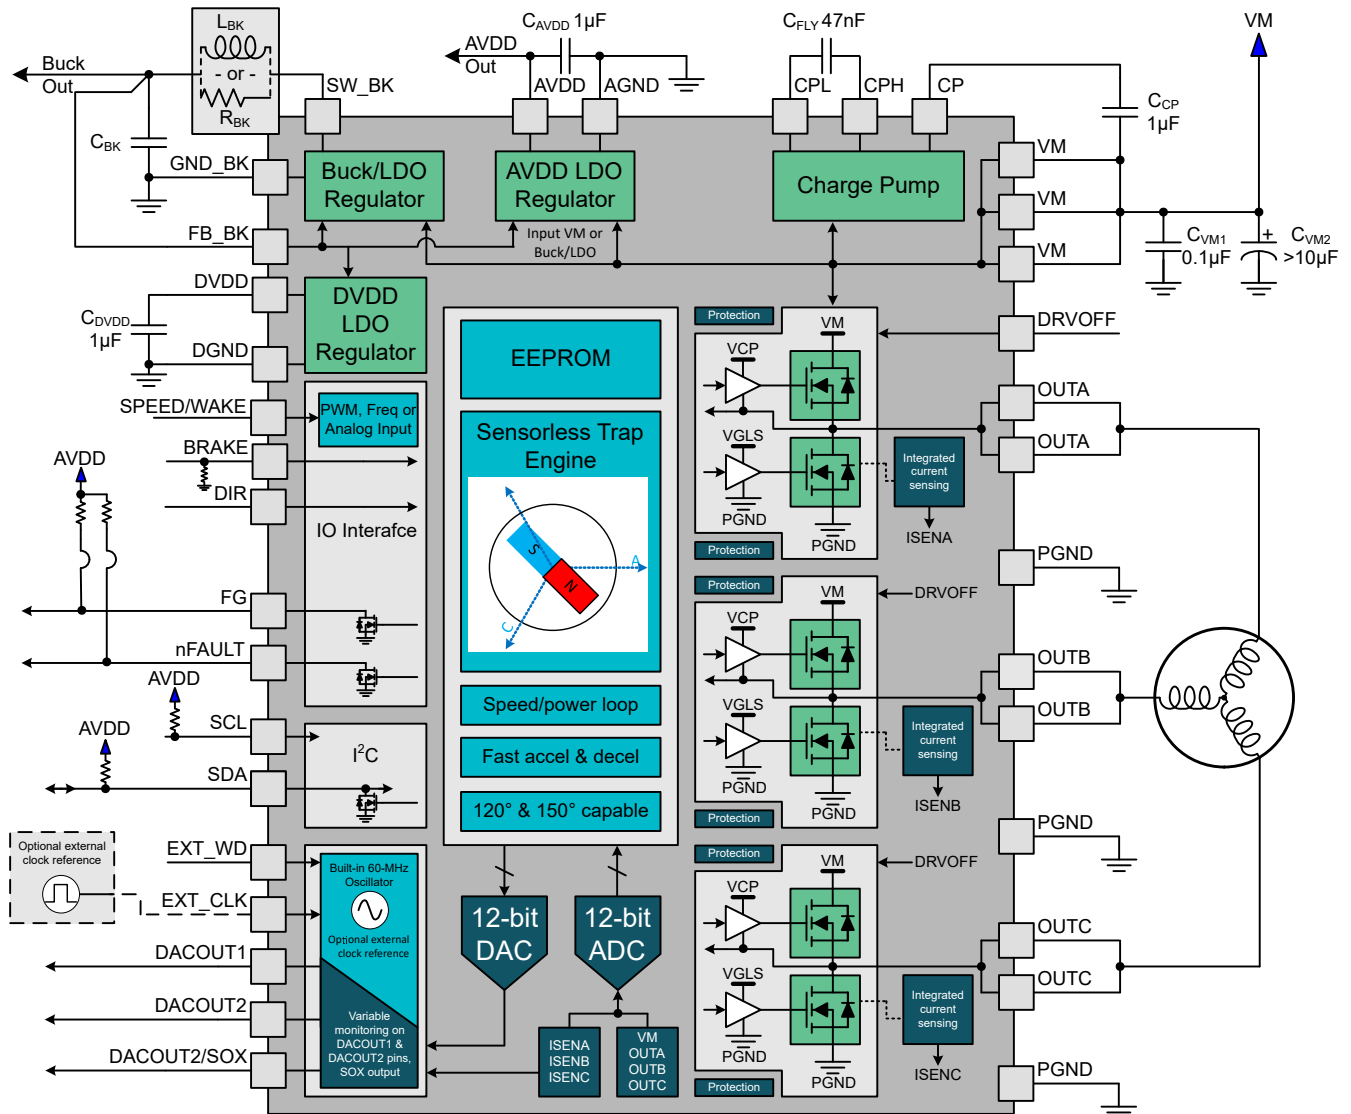 LBK
- or -
RBK
Buck
Out
SW_BK
CBK
GND_BK
FB_BK
CAVDD 1µF
AVDD
Out
AVDD
AGND
CFLY 47nF
CPL
CPH
CP
VM
CCP
1µF
VM
VM
VM
CVM1
0.1µF
+
CVM2
>10µF
Buck/LDO
Regulator
AVDD LDO
Regulator
Charge Pump
Input VM or
Buck/LDO
DVDD
CDVDD
1µF
DGND
DVDD
LDO
Regulator
SPEED/WAKE
PWM, Freq or
Analog Input
BRAKE
AVDD
DIR
IO Interafce
FG
nFAULT
AVDD
SCL
AVDD
SDA
I2C
EEPROM
Sensorless Trap
Engine
S
N
A
C
Speed/power loop
Fast accel & decel
120° & 150° capable
Optional external
clock reference
EXT_WD
EXT_CLK
DACOUT1
DACOUT2
DACOUT2/SOX
Built-in 60-MHz
Oscillator
Optional external
clock reference
Variable
monitoring on
DACOUT1 &
DACOUT2 pins,
SOX output
12-bit
DAC
12-bit
ADC
ISENA
ISENB
ISENC
VM
OUTA
OUTB
OUTC
Protection
VM
VCP
VGLS
PGND
PGND
Integrated
current
sensing
ISENA
Protection
DRVOFF
OUTA
OUTA
PGND
Protection
VM
DRVOFF
VCP
VGLS
PGND
PGND
Integrated
current
sensing
ISENB
Protection
OUTB
OUTB
PGND
Protection
VM
DRVOFF
VCP
VGLS
PGND
PGND
Integrated
current
sensing
ISENC
Protection
OUTC
OUTC
PGND